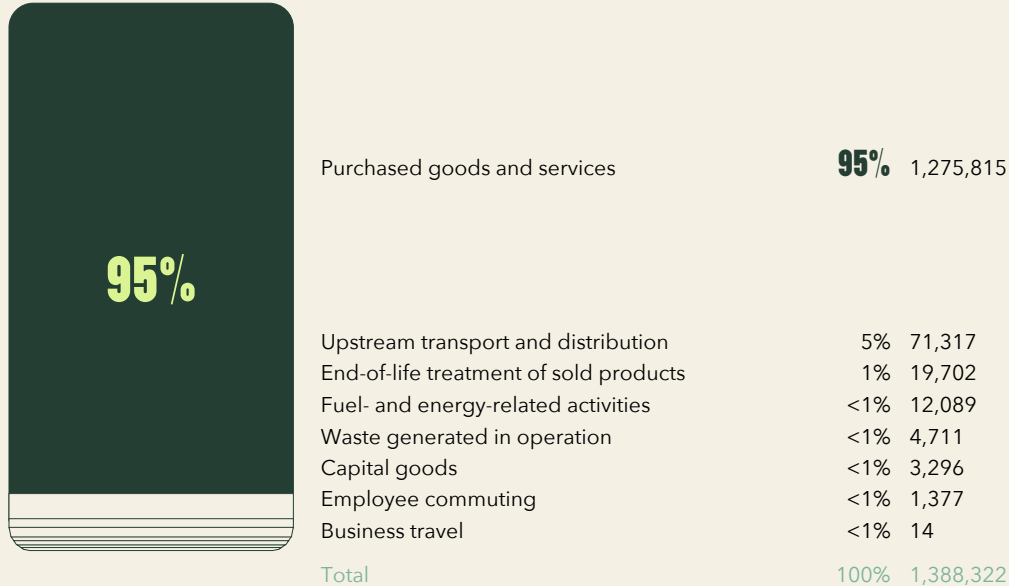 Purchased goods and services 95% 1,275,815
95%
Upstream transport and distribution 5% 71,317
End-of-life treatment of sold products 1% 19,702
Fuel- and energy-related activities <1% 12,089
Waste generated in operation <1% 4,711
Capital goods <1% 3,296
Employee commuting <1% 1,377
Business travel <1% 14
Total 100% 1,388,322